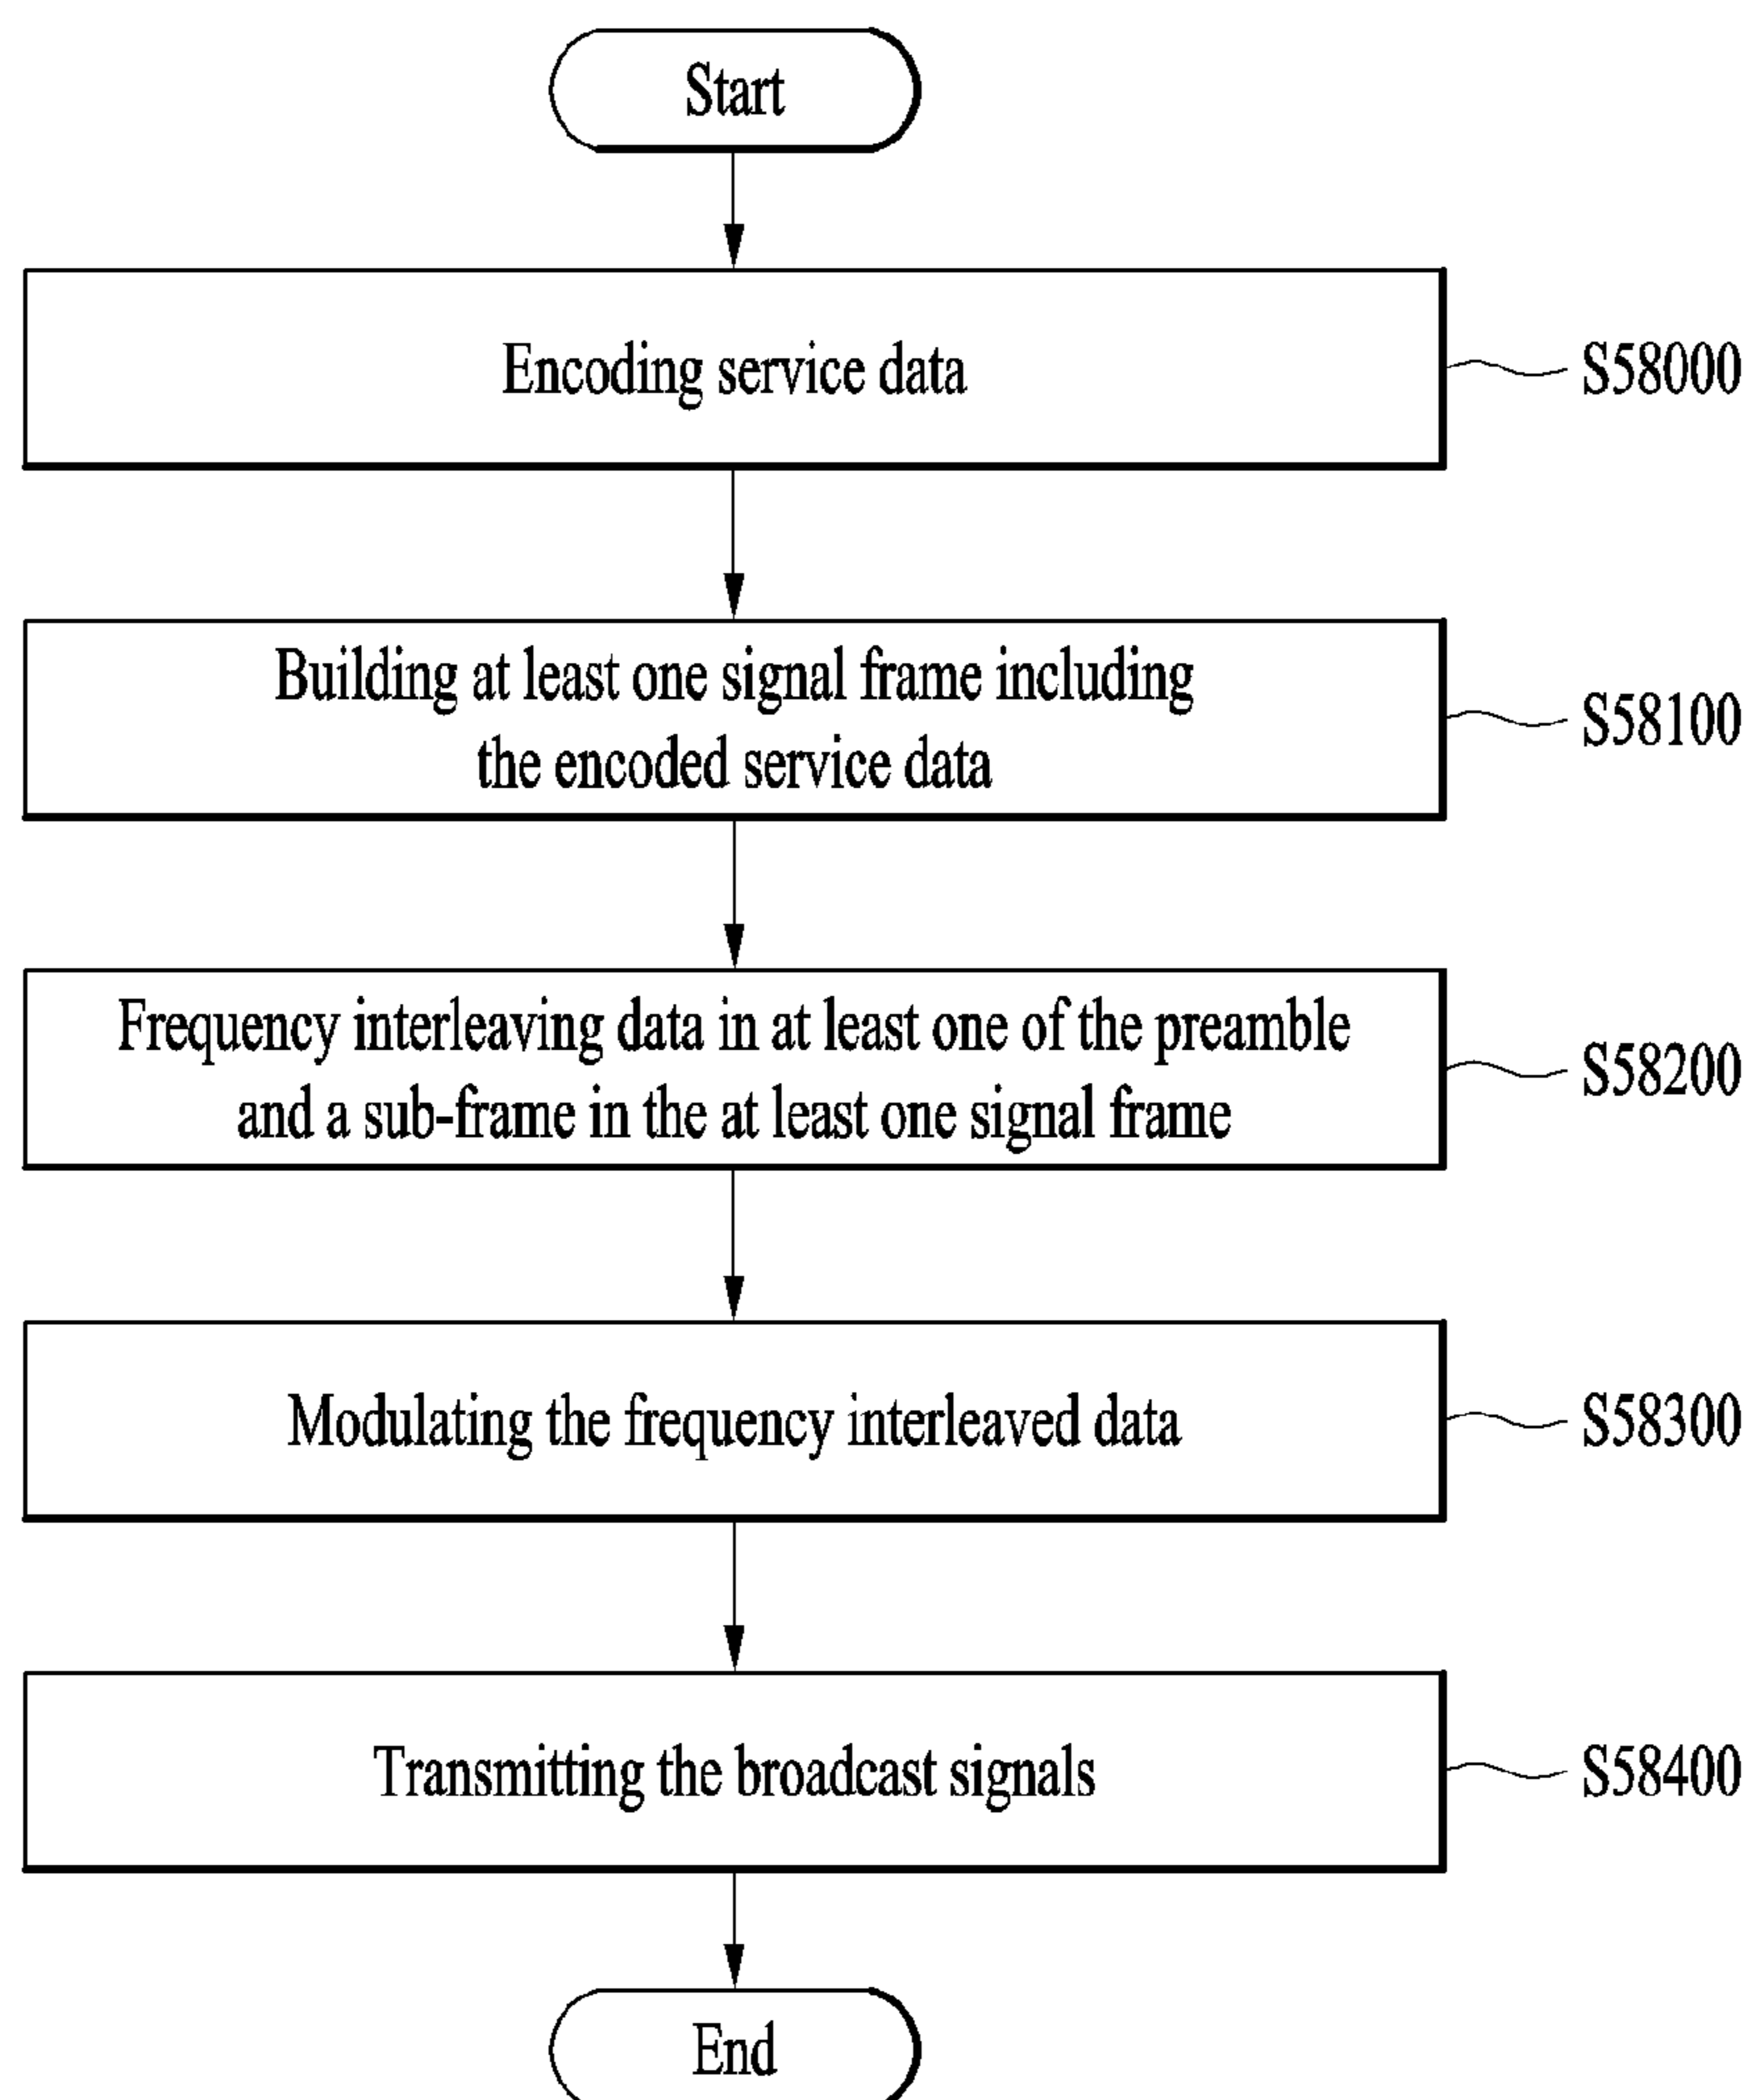 Start
Encoding service data
S58000
Building at least one signal frame including
the encoded service data
S58100
Frequency interleaving data in at least one of the preamble
and a sub-frame in the at least one signal frame
S58200
Modulating the frequency interleaved data
S58300
Transmitting the broadcast signals
S58400
End